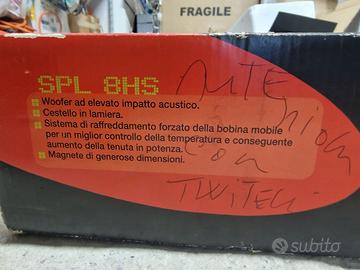 FRAGILE
SPL 8HS
Woofer ad elevato impatto acustico.
Cestello in lamiera.
Sistema di raffreddamento forzato della bobina mobile
per un miglior controllo della temperatura e conseguente
aumento della tenuta in potenza.
Magnete di generose dimensioni.
CON
TWITER
subito